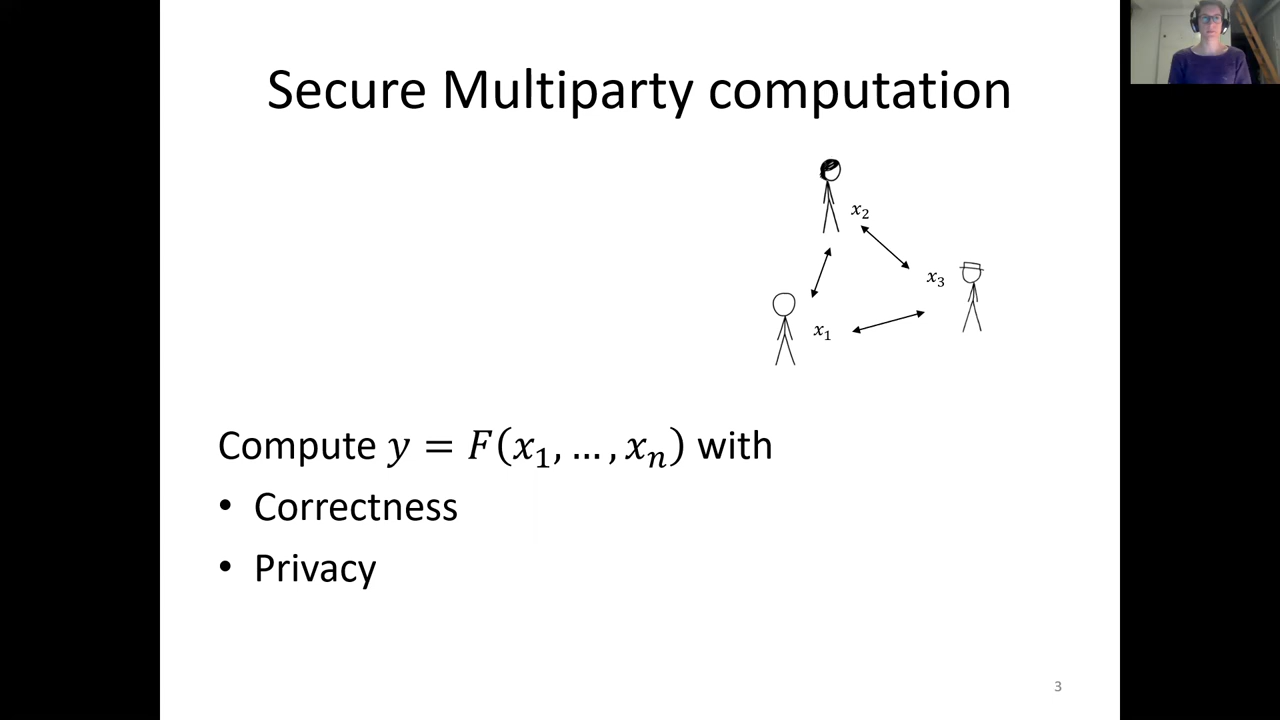 Secure Multiparty computation
x₂
x₃
x₁
Compute y = F(x₁, … , xₙ) with
• Correctness
• Privacy
3